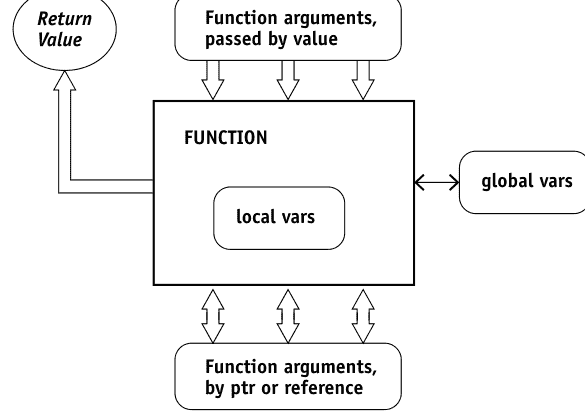 Return
Value
Function arguments,
passed by value
FUNCTION
local vars
global vars
Function arguments,
by ptr or reference